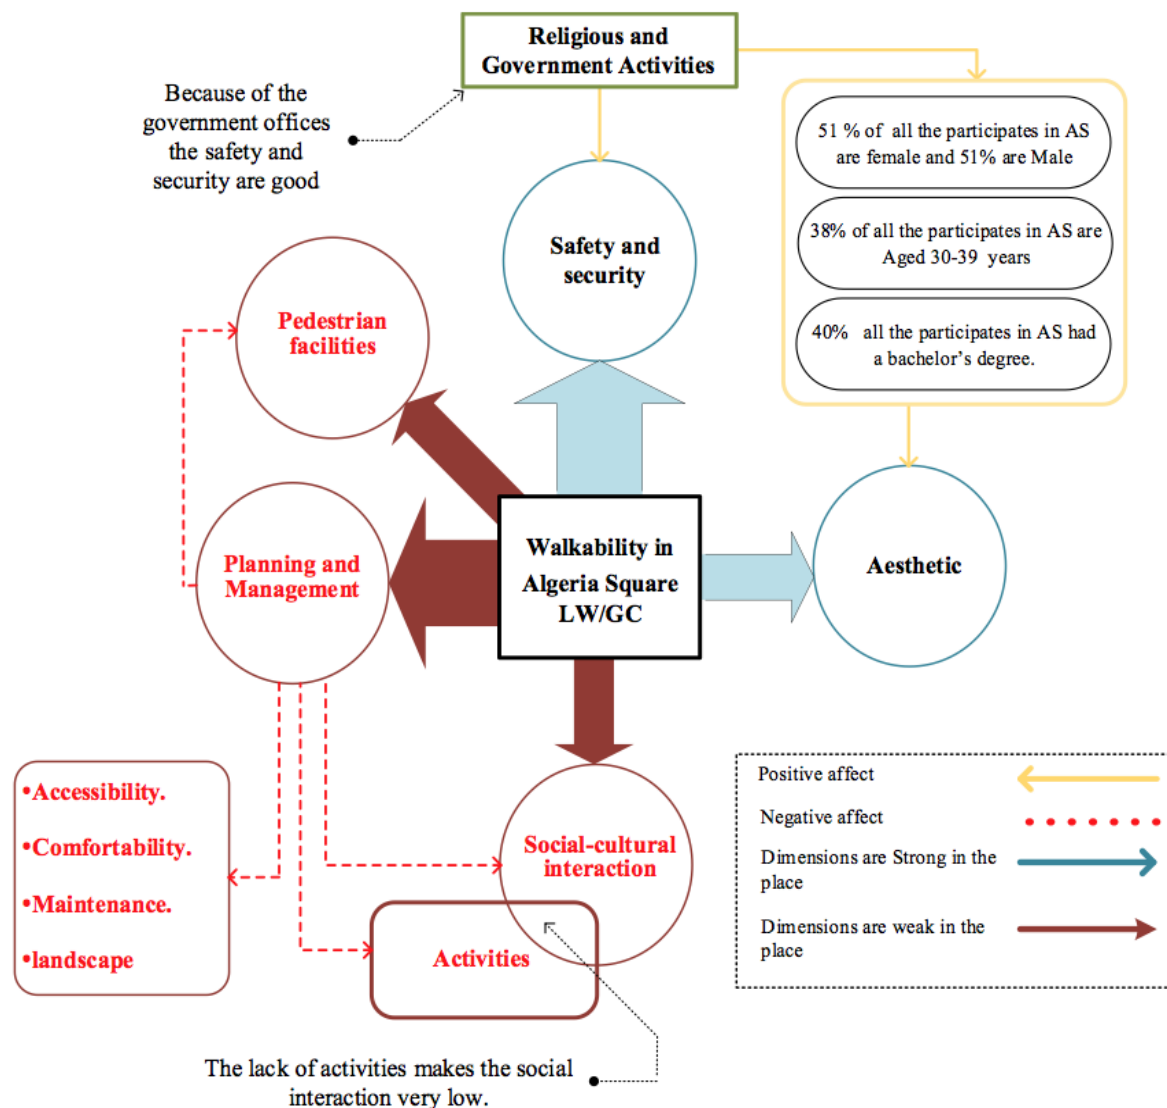 Religious and
Government Activities
Because of the
government offices
the safety and
security are good
51 % of all the participates in AS
are female and 51% are Male
38% of all the participates in AS are
Aged 30-39 years
40% all the participates in AS had
a bachelor’s degree.
Safety and
security
Pedestrian
facilities
Planning and
Management
Walkability in
Algeria Square
LW/GC
Aesthetic
•Accessibility.
•Comfortability.
•Maintenance.
•landscape
Social-cultural
interaction
Activities
The lack of activities makes the social
interaction very low.
Positive affect
Negative affect
Dimensions are Strong in the
place
Dimensions are weak in the
place